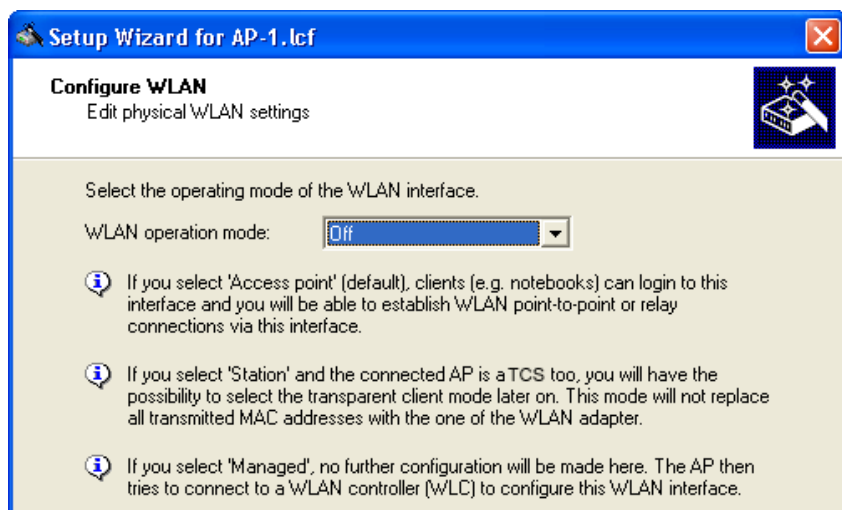 Setup Wizard for AP-1.lcf
Configure WLAN
Edit physical WLAN settings
Select the operating mode of the WLAN interface.
WLAN operation mode: Off
If you select 'Access point' (default), clients (e.g. notebooks) can login to this
interface and you will be able to establish WLAN point-to-point or relay
connections via this interface.
If you select 'Station' and the connected AP is a TCS too, you will have the
possibility to select the transparent client mode later on. This mode will not replace
all transmitted MAC addresses with the one of the WLAN adapter.
If you select 'Managed', no further configuration will be made here. The AP then
tries to connect to a WLAN controller (WLC) to configure this WLAN interface.